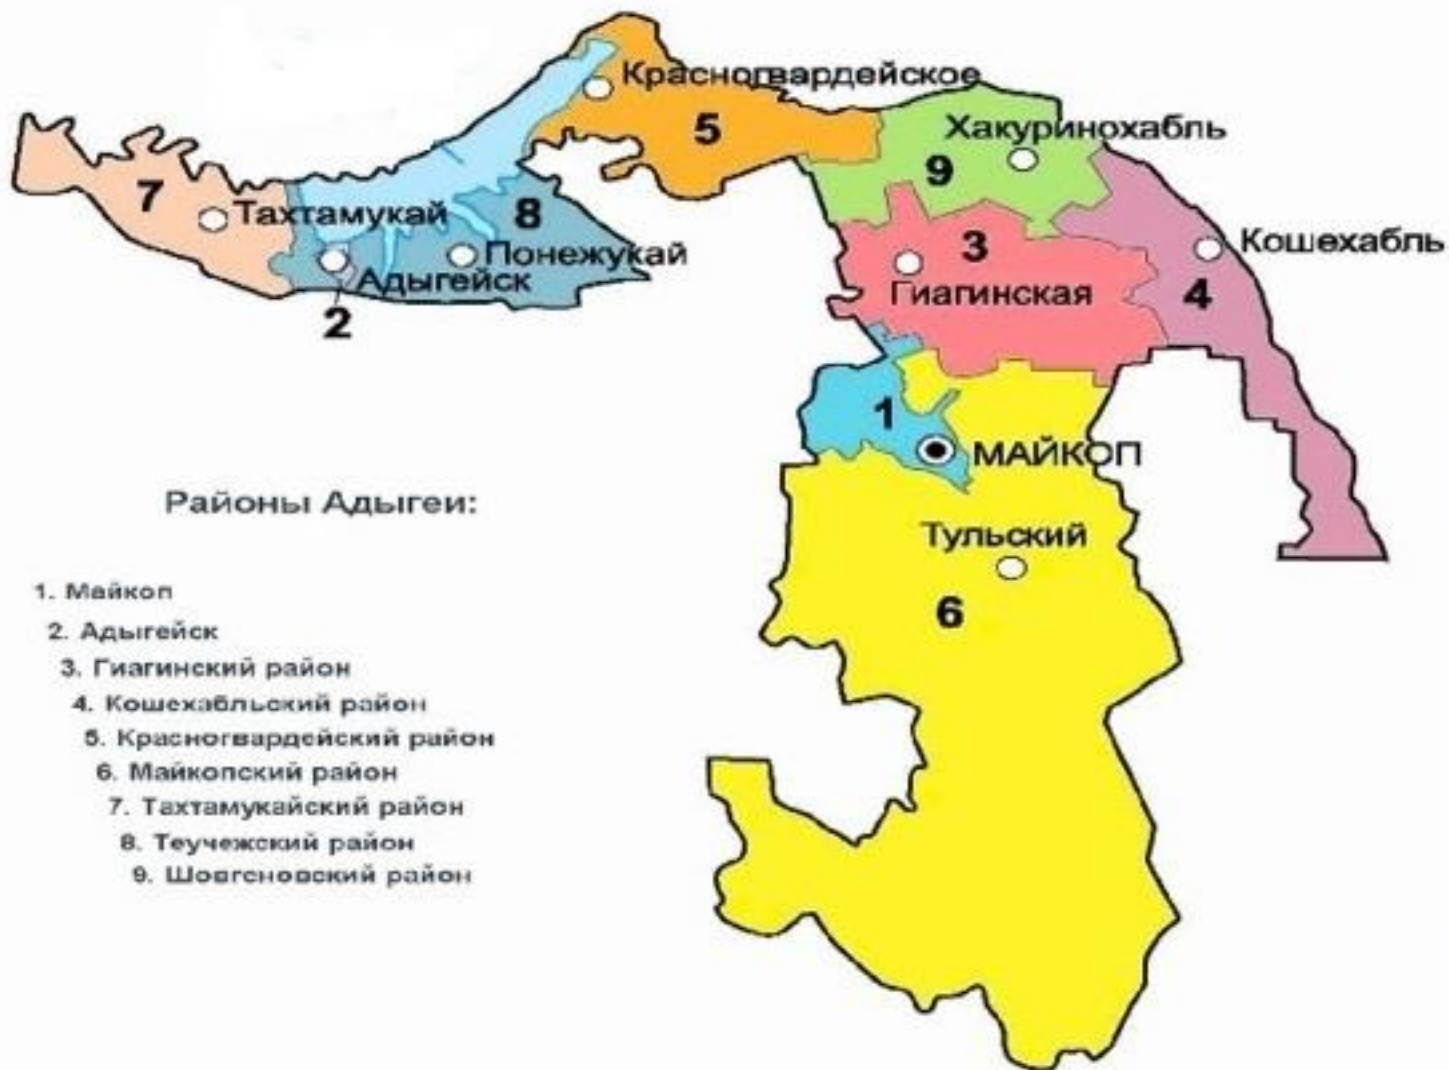 Красногвардейское
5
Хакуринохабль
9
7
Тахтамукай
8
Понежукай
Адыгейск
2
3
Гиагинская
Кошехабль
4
1
МАЙКОП
Тульский
6
Районы Адыгеи:
1. Майкоп
2. Адыгейск
3. Гиагинский район
4. Кошехабльский район
5. Красногвардейский район
6. Майкопский район
7. Тахтамукайский район
8. Теучежский район
9. Шовгеновский район